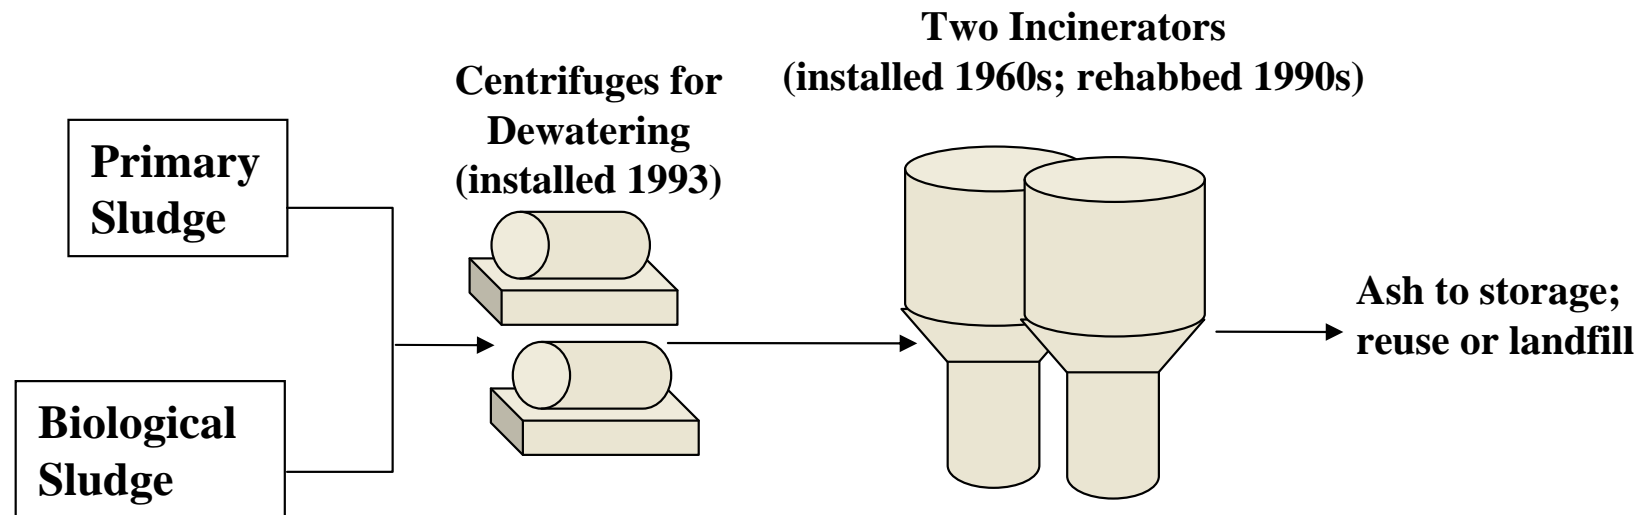 Two Incinerators
(installed 1960s; rehabbed 1990s)
Centrifuges for
Dewatering
(installed 1993)
Primary
Sludge
Ash to storage;
reuse or landfill
Biological
Sludge